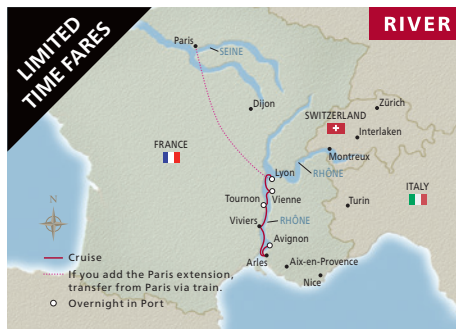 LIMITED
TIME FARES
RIVER
Paris
SEINE
Dijon
Zürich
SWITZERLAND
Interlaken
FRANCE
Montreux
Lyon
RHÔNE
Vienne
Tournon
Turin
ITALY
Viviers
RHÔNE
N
Avignon
Cruise
Arles
Aix-en-Provence
If you add the Paris extension,
transfer from Paris via train.
Nice
Overnight in Port